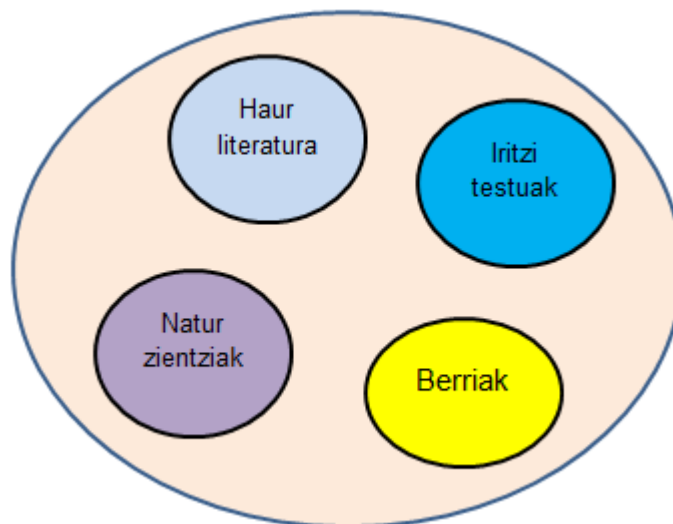 Haur
literatura
Iritzi
testuak
Natur
zientziak
Berriak